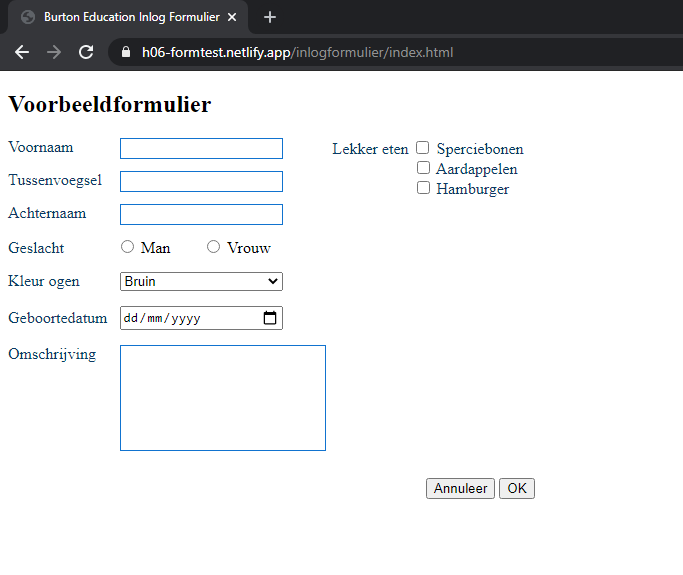 Burton Education Inlog Formulier
h06-formtest.netlify.app/inlogformulier/index.html
Voorbeeldformulier
Voornaam
Tussenvoegsel
Achternaam
Geslacht Man Vrouw
Kleur ogen Bruin
Geboortedatum dd/mm/yyyy
Omschrijving
Lekker eten Sperciebonen
Aardappelen
Hamburger
Annuleer OK